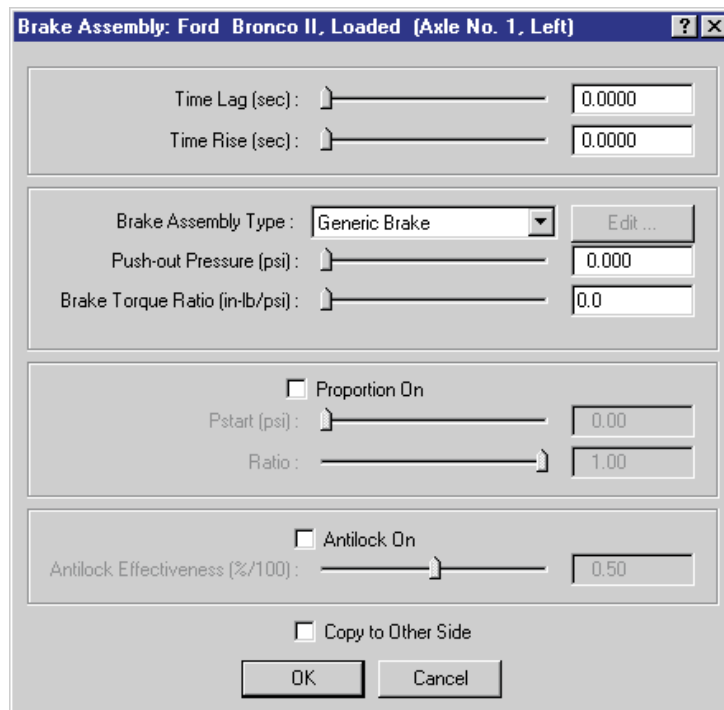 Brake Assembly: Ford Bronco II, Loaded (Axle No. 1, Left) ? X
Time Lag (sec) : 0.0000
Time Rise (sec) : 0.0000
Brake Assembly Type : Generic Brake Edit ...
Push-out Pressure (psi) : 0.000
Brake Torque Ratio (in-lb/psi) : 0.0
Proportion On
Pstart (psi) : 0.00
Ratio : 1.00
Antilock On
Antilock Effectiveness (%/100) : 0.50
Copy to Other Side
OK Cancel